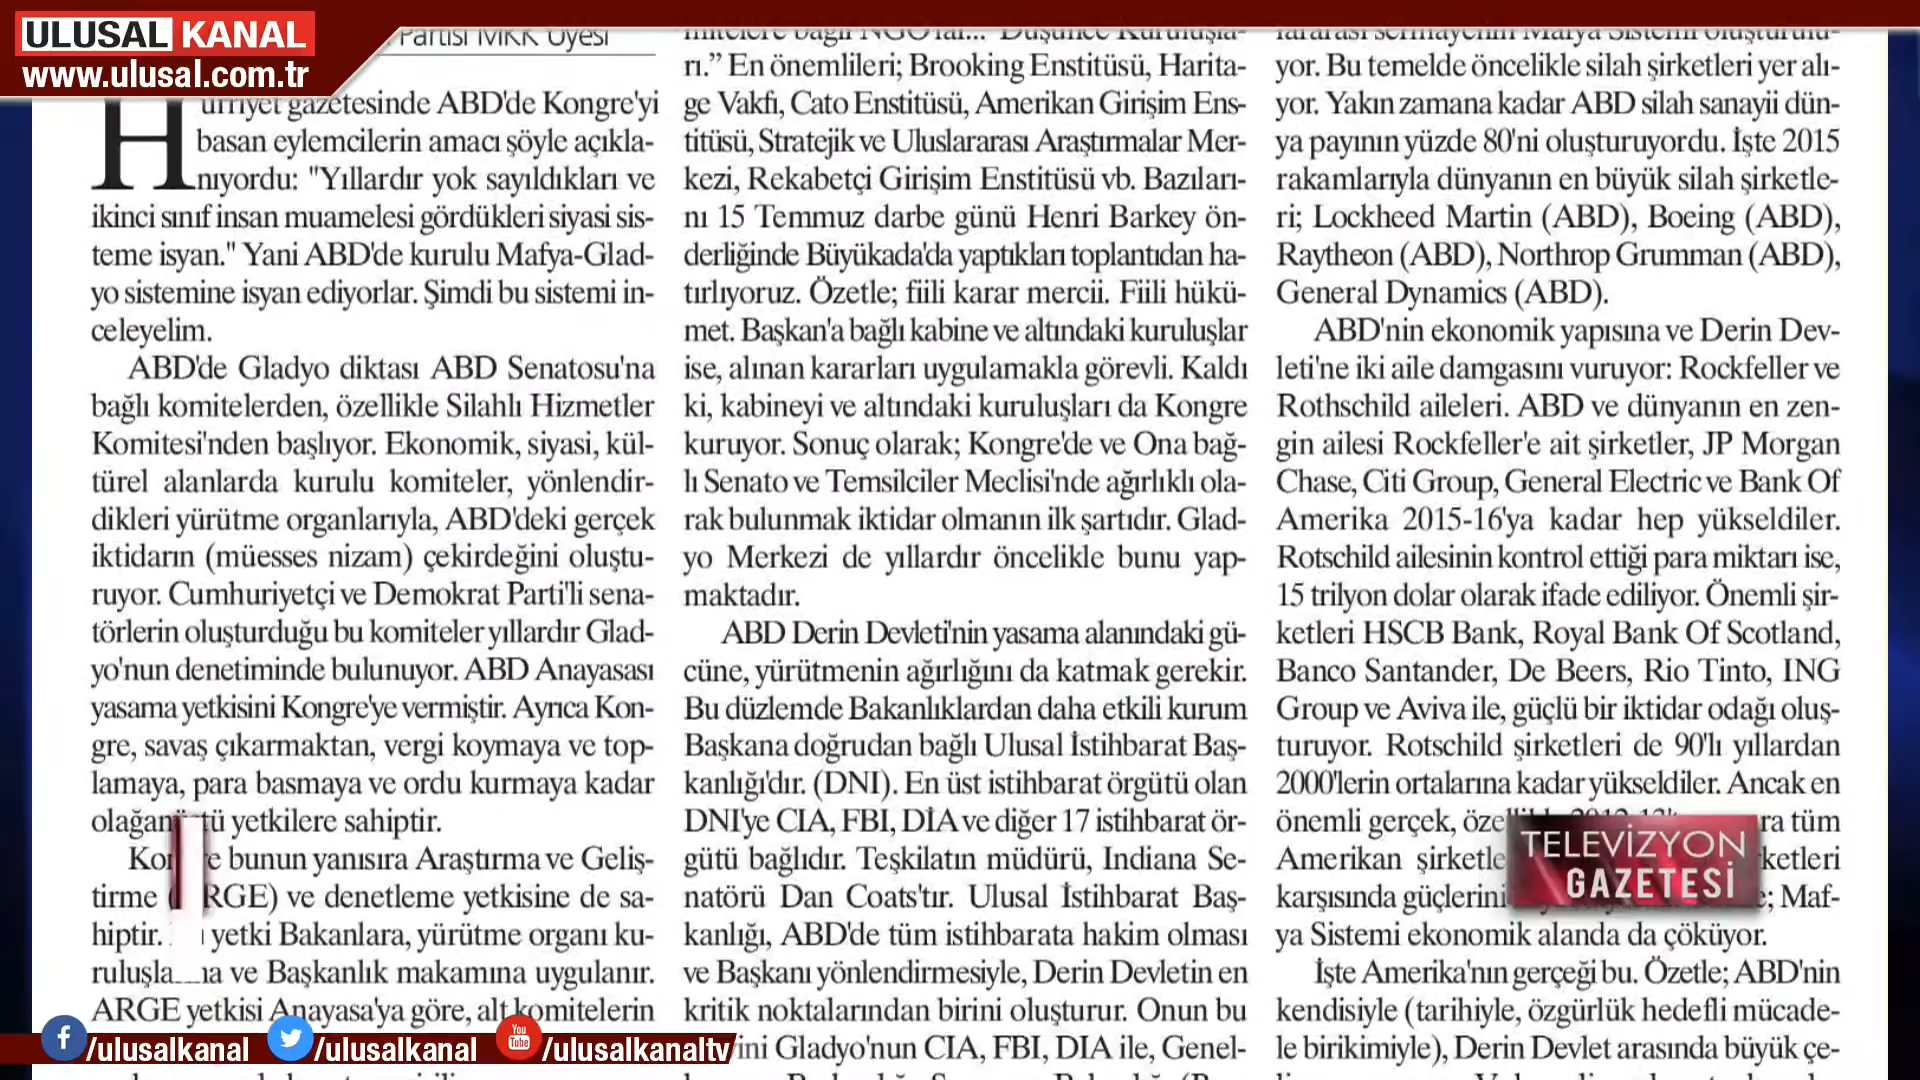 ULUSAL KANAL
www.ulusal.com.tr
Partisi MKK Üyesi
Hürriyet gazetesinde ABD'de Kongre'yi
basan eylemcilerin amacı şöyle açıkla-
nıyordu: "Yıllardır yok sayıldıkları ve
ikinci sınıf insan muamelesi gördükleri siyasi sis-
teme isyan." Yani ABD'de kurulu Mafya-Glad-
yo sistemine isyan ediyorlar. Şimdi bu sistemi in-
celeyelim.
ABD'de Gladyo diktası ABD Senatosu'na
bağlı komitelerden, özellikle Silahlı Hizmetler
Komitesi'nden başlıyor. Ekonomik, siyasi, kül-
türel alanlarda kurulu komiteler, yönlendir-
dikleri yürütme organlarıyla, ABD'deki gerçek
iktidarın (müesses nizam) çekirdeğini oluştu-
ruyor. Cumhuriyetçi ve Demokrat Parti'li sena-
törlerin oluşturduğu bu komiteler yıllardır Glad-
yo'nun denetiminde bulunuyor. ABD Anayasası
yasama yetkisini Kongre'ye vermiştir. Ayrıca Kon-
gre, savaş çıkarmaktan, vergi koymaya ve top-
lamaya, para basmaya ve ordu kurmaya kadar
olağanüstü yetkilere sahiptir.
Kongre bunun yanısıra Araştırma ve Geliş-
tirme (ARGE) ve denetleme yetkisine de sa-
hiptir. yetki Bakanlara, yürütme organı ku-
ruluşlarına ve Başkanlık makamına uygulanır.
ARGE yetkisi Anayasa'ya göre, alt komitelerin
mitelere bağlı NGO'lar... "Düşünce Kuruluşla-
rı." En önemlileri; Brooking Enstitüsü, Harita-
ge Vakfı, Cato Enstitüsü, Amerikan Girişim Ens-
titüsü, Stratejik ve Uluslararası Araştırmalar Mer-
kezi, Rekabetçi Girişim Enstitüsü vb. Bazıları-
nı 15 Temmuz darbe günü Henri Barkey ön-
derliğinde Büyükada'da yaptıkları toplantıdan ha-
tırlıyoruz. Özetle; fiili karar mercii. Fiili hükü-
met. Başkan'a bağlı kabine ve altındaki kuruluşlar
ise, alınan kararları uygulamakla görevli. Kaldı
ki, kabineyi ve altındaki kuruluşları da Kongre
kuruyor. Sonuç olarak; Kongre'de ve Ona bağ-
lı Senato ve Temsilciler Meclisi'nde ağırlıklı ola-
rak bulunmak iktidar olmanın ilk şartıdır. Glad-
yo Merkezi de yıllardır öncelikle bunu yap-
maktadır.
ABD Derin Devleti'nin yasama alanındaki gü-
cüne, yürütmenin ağırlığını da katmak gerekir.
Bu düzlemde Bakanlıklardan daha etkili kurum
Başkana doğrudan bağlı Ulusal İstihbarat Baş-
kanlığı'dır. (DNI). En üst istihbarat örgütü olan
DNI'ye CIA, FBI, DİA ve diğer 17 istihbarat ör-
gütü bağlıdır. Teşkilatın müdürü, Indiana Se-
natörü Dan Coats'tır. Ulusal İstihbarat Baş-
kanlığı, ABD'de tüm istihbarata hakim olması
ve Başkanı yönlendirmesiyle, Derin Devletin en
kritik noktalarından birini oluşturur. Onun bu
ini Gladyo'nun CIA, FBI, DIA ile, Genel-
lararası sermayenin Mafya Sistemi oluşturulu-
yor. Bu temelde öncelikle silah şirketleri yer alı-
yor. Yakın zamana kadar ABD silah sanayii dün-
ya payının yüzde 80'ni oluşturuyordu. İşte 2015
rakamlarıyla dünyanın en büyük silah şirketle-
ri; Lockheed Martin (ABD), Boeing (ABD),
Raytheon (ABD), Northrop Grumman (ABD),
General Dynamics (ABD).
ABD'nin ekonomik yapısına ve Derin Dev-
leti'ne iki aile damgasını vuruyor: Rockfeller ve
Rothschild aileleri. ABD ve dünyanın en zen-
gin ailesi Rockfeller'e ait şirketler, JP Morgan
Chase, Citi Group, General Electric ve Bank Of
Amerika 2015-16'ya kadar hep yükseldiler.
Rotschild ailesinin kontrol ettiği para miktarı ise,
15 trilyon dolar olarak ifade ediliyor. Önemli şir-
ketleri HSCB Bank, Royal Bank Of Scotland,
Banco Santander, De Beers, Rio Tinto, ING
Group ve Aviva ile, güçlü bir iktidar odağı oluş-
turuyor. Rotschild şirketleri de 90'lı yıllardan
2000'lerin ortalarına kadar yükseldiler. Ancak en
önemli gerçek, tüm
Amerikan
karşısında güçlerini Maf-
ya Sistemi ekonomik alanda da çöküyor.
İşte Amerika'nın gerçeği bu. Özetle; ABD'nin
kendisiyle (tarihiyle, özgürlük hedefli mücade-
le birikimiyle), Derin Devlet arasında büyük çe-
TELEVİZYON
GAZETESİ
/ulusalkanal
/ulusalkanal
You
Tube
/ulusalkanaltv